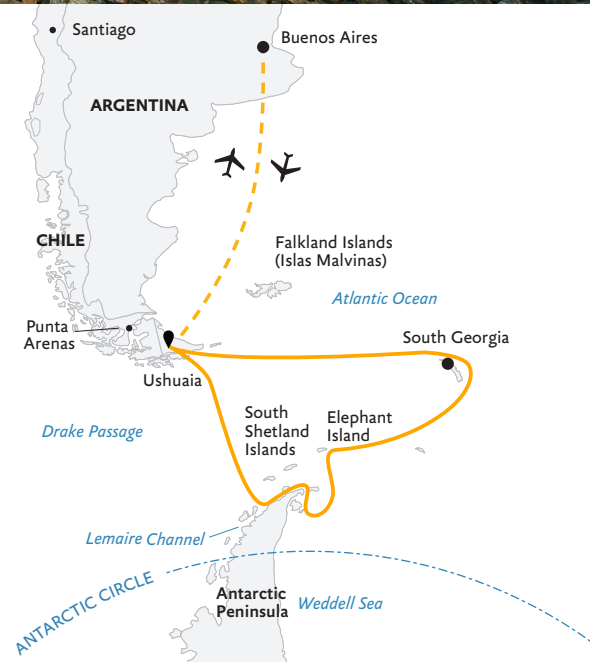 Santiago
Buenos Aires
ARGENTINA
CHILE
Falkland Islands
(Islas Malvinas)
Atlantic Ocean
Punta
Arenas
South Georgia
Ushuaia
South
Shetland
Islands
Elephant
Island
Drake Passage
Lemaire Channel
ANTARCTIC CIRCLE
Antarctic
Peninsula
Weddell Sea